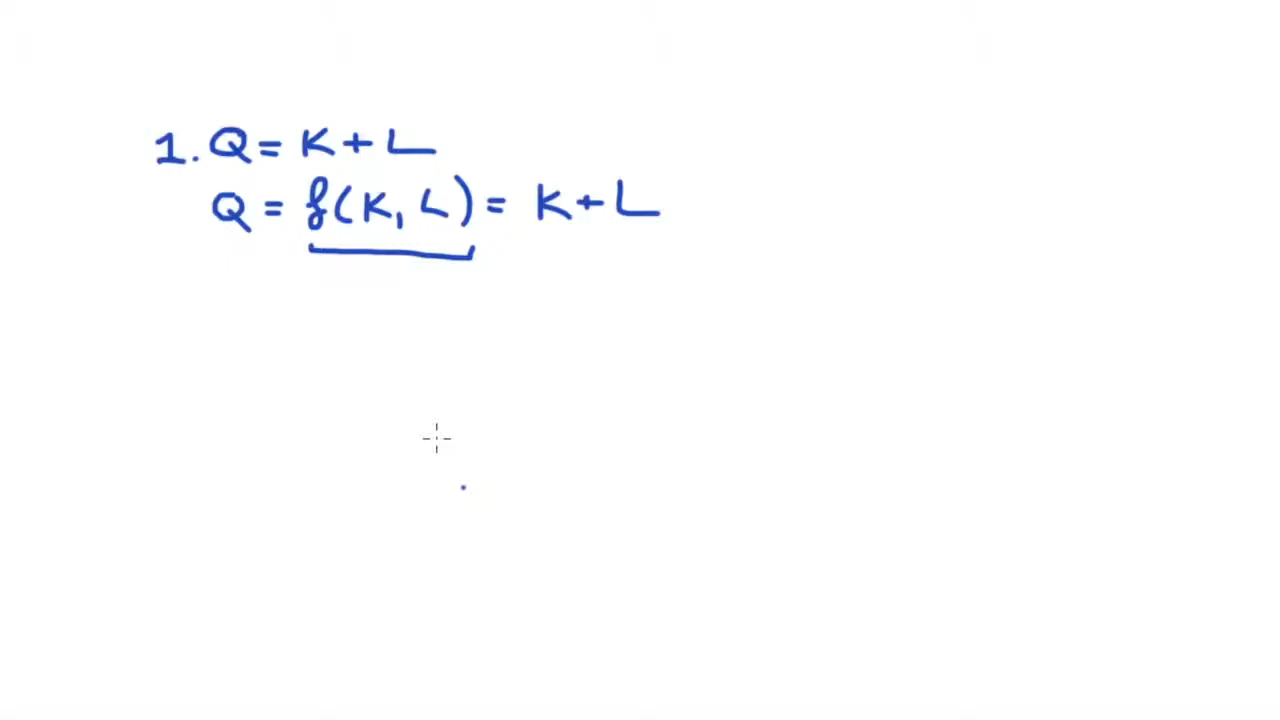 1. Q = K + L
Q = f(K, L) = K + L